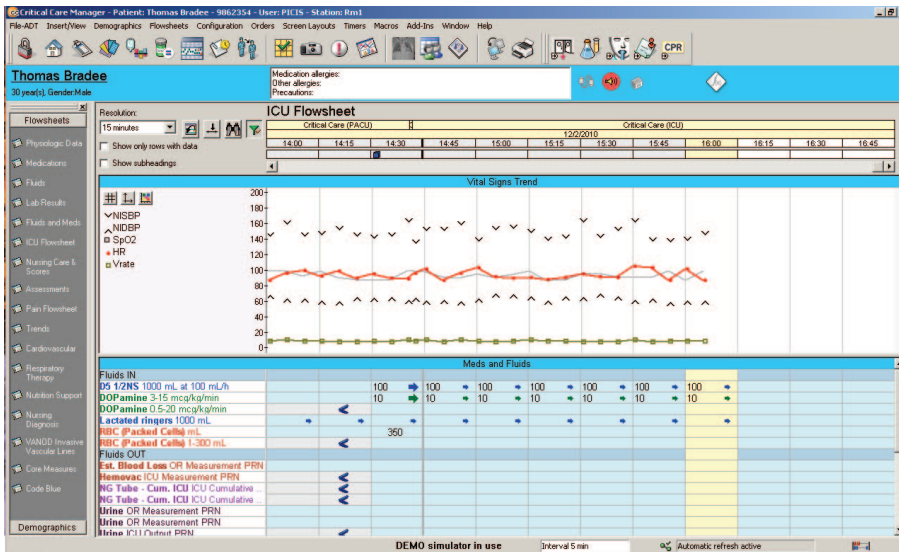 Critical Care Manager - Patient: Thomas Bradee - 9862354 - User: PICIS - Station: Rm1
File-ADT Insert/View Demographics Flowsheets Configuration Orders Screen Layouts Timers Macros Add-Ins Window Help
CPR
Thomas Bradee
30 year(s), Gender:Male
Medication allergies:
Other allergies:
Precautions:
Flowsheets
Physiologic Data
Medications
Fluids
Lab Results
Fluids and Meds
ICU Flowsheet
Nursing Care &
Scores
Assessments
Pain Flowsheet
Trends
Cardiovascular
Respiratory
Therapy
Nutrition Support
Nursing
Diagnosis
VANOD Invasive
Vascular Lines
Core Measures
Code Blue
Demographics
Resolution:
15 minutes
Show only rows with data
Show subheadings
ICU Flowsheet
Critical Care (PACU) Critical Care (ICU)
12/2/2010
14:00 14:15 14:30 14:45 15:00 15:15 15:30 15:45 16:00 16:15 16:30 16:45
Vital Signs Trend
NISBP
NIDBP
SpO2
HR
Vrate
200
180
160
140
120
100
80
60
40
20
0
Meds and Fluids
Fluids IN
D5 1/2NS 1000 mL at 100 mL/h 100 100 100 100 100 100 100
DOPamine 3-15 mcg/kg/min 10 10 10 10 10 10 10
DOPamine 0.5-20 mcg/kg/min
Lactated ringers 1000 mL
RBC (Packed Cells) mL 350
RBC (Packed Cells) 1-300 mL
Fluids OUT
Est. Blood Loss OR Measurement PRN
Hemovac ICU Measurement PRN
NG Tube - Cum. ICU ICU Cumulative ..
NG Tube - Cum. ICU ICU Cumulative ..
Urine OR Measurement PRN
Urine OR Measurement PRN
Urine ICU Output PRN
DEMO simulator in use
Interval 5 min
Automatic refresh active